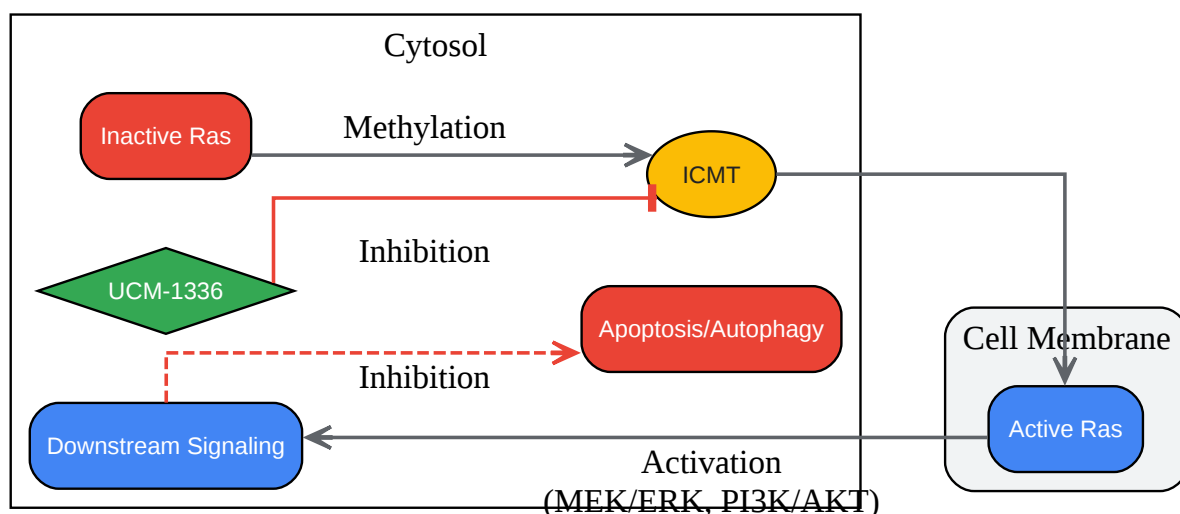 Cytosol
Inactive Ras
Methylation
ICMT
Inhibition
UCM-1336
Apoptosis/Autophagy
Cell Membrane
Inhibition
Active Ras
Downstream Signaling
Activation
(MEK/ERK, PI3K/AKT)